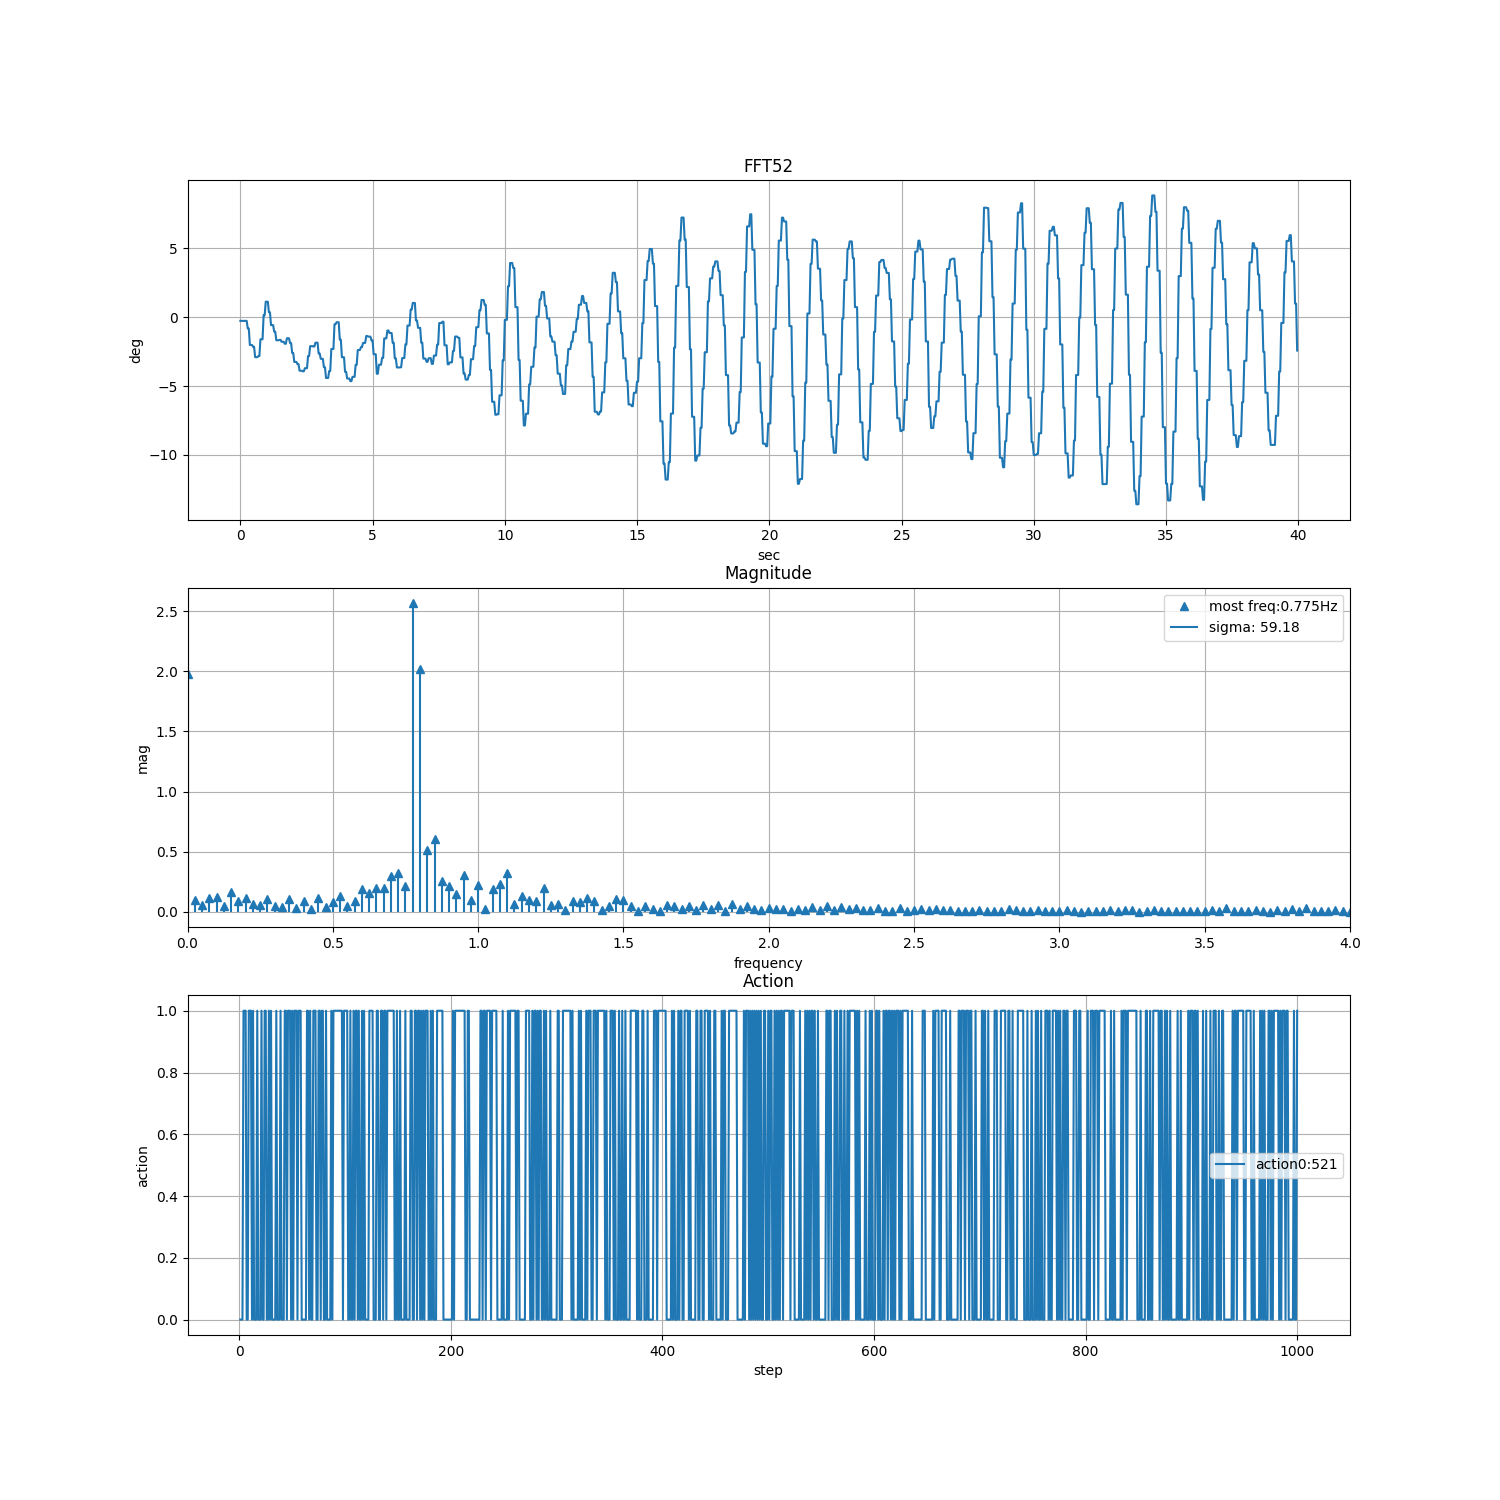 FFT52
deg
5
0
−5
−10
0 5 10 15 20 25 30 35 40
sec
Magnitude
mag
2.5
2.0
1.5
1.0
0.5
0.0
most freq:0.775Hz
sigma: 59.18
0.0 0.5 1.0 1.5 2.0 2.5 3.0 3.5 4.0
frequency
Action
action
1.0
0.8
0.6
0.4
0.2
0.0
action0:521
0 200 400 600 800 1000
step